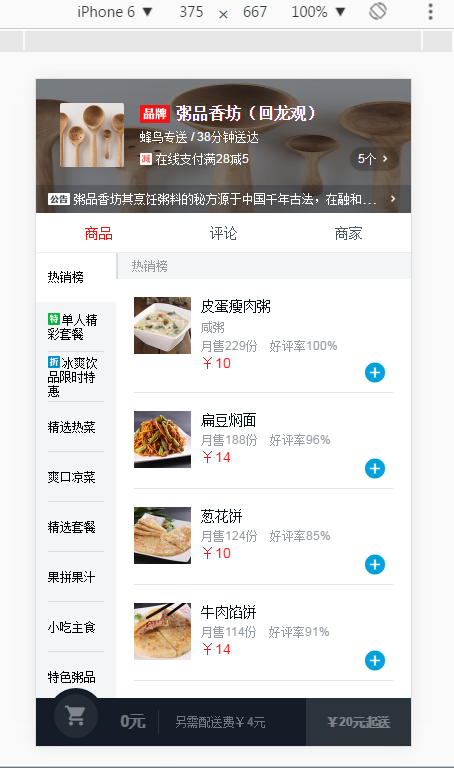 iPhone 6 ▼ 375 × 667 100% ▼
品牌 粥品香坊（回龙观）
蜂鸟专送 / 38分钟送达
减 在线支付满28减5 5个 >
公告 粥品香坊其烹饪粥料的秘方源于中国千年古法，在融和... >
商品 评论 商家
热销榜
热销榜
特 单人精
彩套餐
折 冰爽饮
品限时特
惠
精选热菜
爽口凉菜
精选套餐
果拼果汁
小吃主食
特色粥品
皮蛋瘦肉粥
咸粥
月售229份 好评率100%
￥10
扁豆焖面
月售188份 好评率96%
￥14
葱花饼
月售124份 好评率85%
￥10
牛肉馅饼
月售114份 好评率91%
￥14
0元 另需配送费￥4元 ￥20元起送